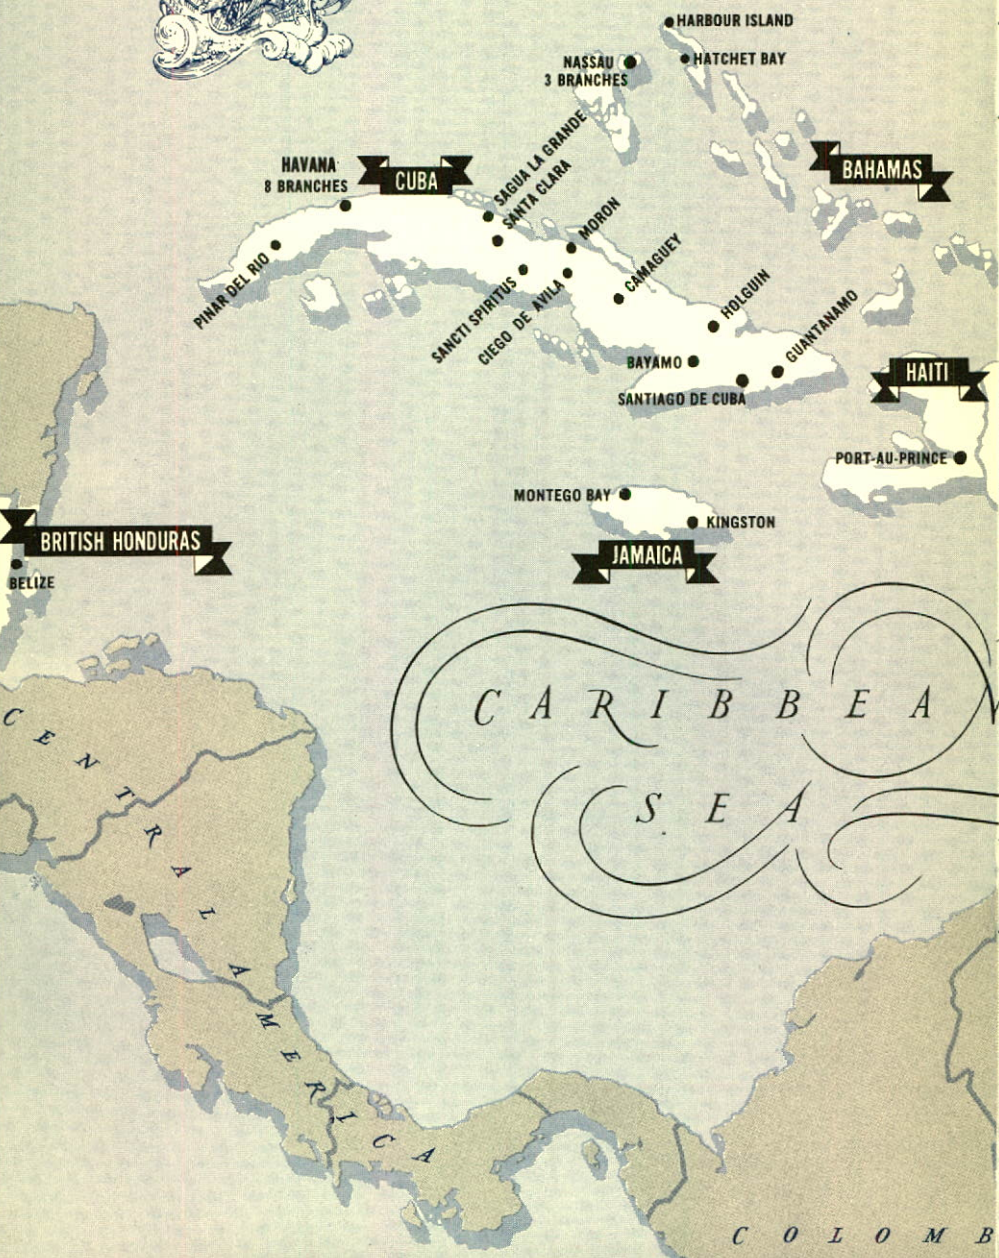 HARBOUR ISLAND
NASSAU
3 BRANCHES
HATCHET BAY
BAHAMAS
HAVANA
8 BRANCHES
CUBA
SAGUA LA GRANDE
SANTA CLARA
MORON
CAMAGUEY
HOLGUIN
GUANTANAMO
PINAR DEL RIO
SANCTI SPIRITUS
CIEGO DE AVILA
BAYAMO
SANTIAGO DE CUBA
HAITI
PORT-AU-PRINCE
MONTEGO BAY
KINGSTON
JAMAICA
BRITISH HONDURAS
BELIZE
CARIBBEAN
SEA
CENTRAL AMERICA
COLOMB